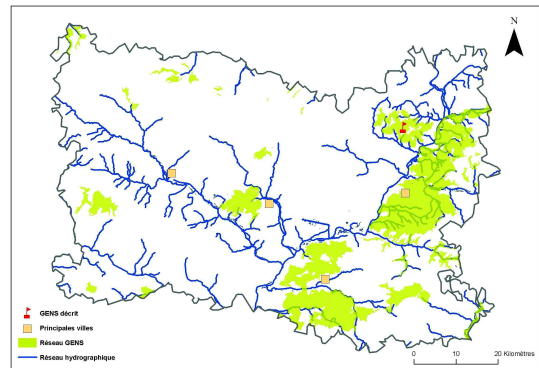 N
GENS décrit
Principales villes
Réseau GENS
Réseau hydrographique
0 10 20 Kilomètres